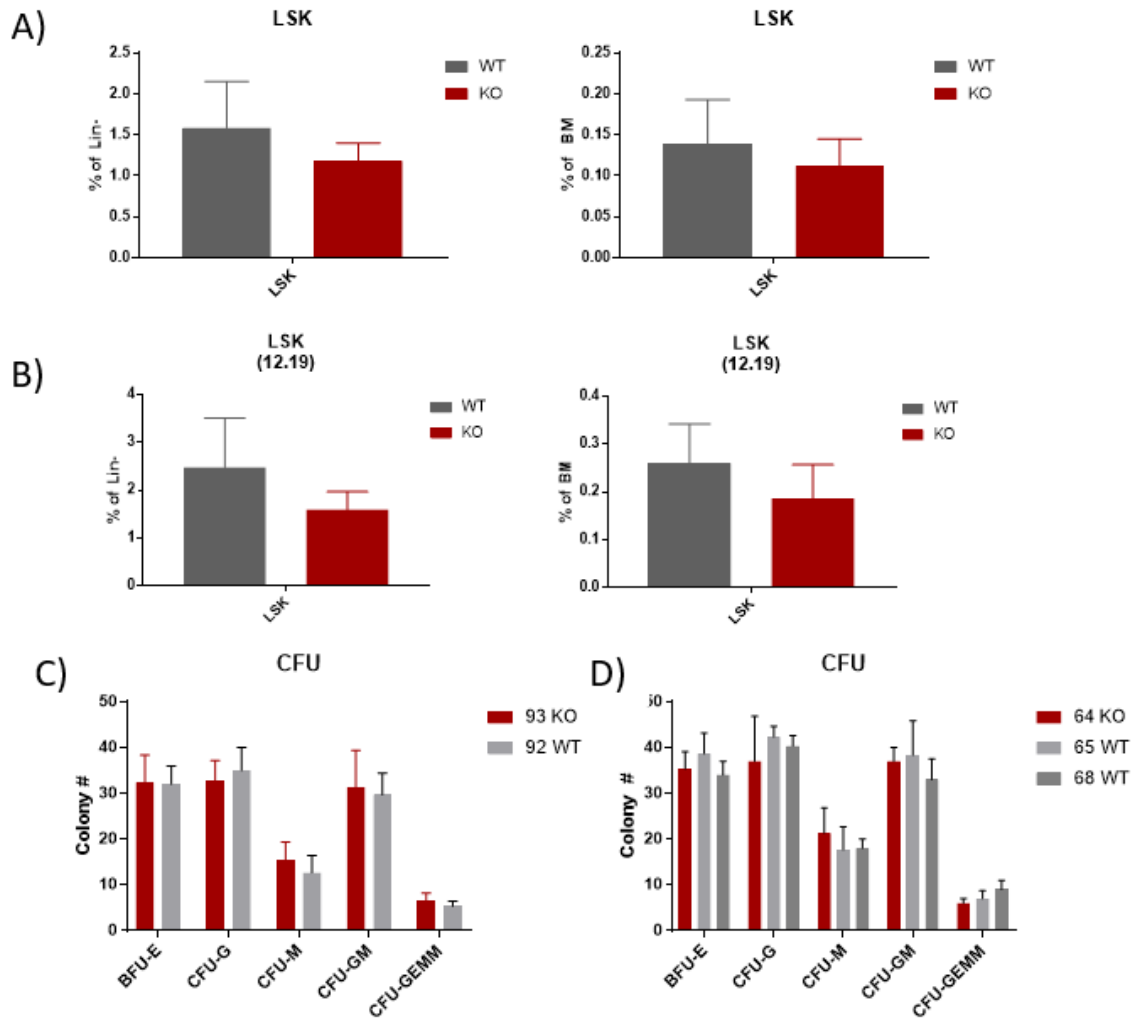 A)
LSK
% of Lin-
2.5
2.0
1.5
1.0
0.5
0.0
LSK
WT
KO
LSK
% of BM
0.25
0.20
0.15
0.10
0.05
0.00
LSK
WT
KO
B)
LSK
(12.19)
% of Lin-
4
3
2
1
0
LSK
WT
KO
LSK
(12.19)
% of BM
0.4
0.3
0.2
0.1
0.0
LSK
WT
KO
C)
CFU
Colony #
50
40
30
20
10
0
BFU-E
CFU-G
CFU-M
CFU-GM
CFU-GEMM
93 KO
92 WT
D)
CFU
Colony #
50
40
30
20
10
0
BFU-E
CFU-G
CFU-M
CFU-GM
CFU-GEMM
64 KO
65 WT
68 WT